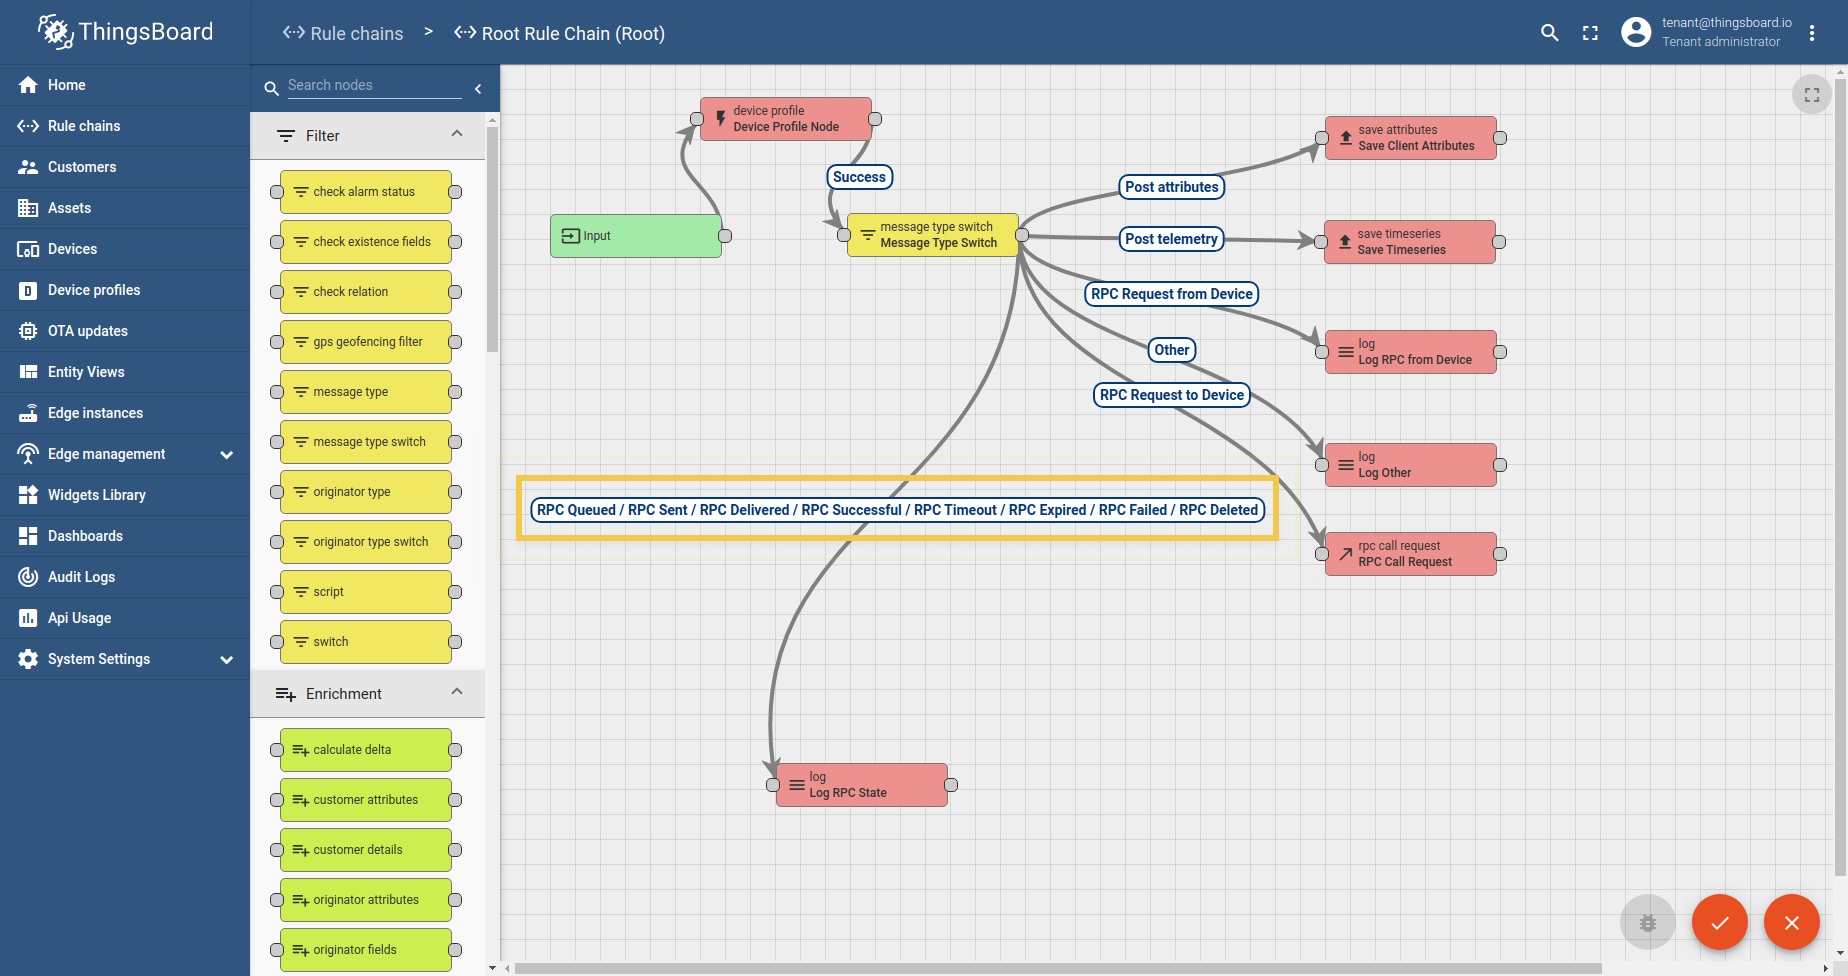 ThingsBoard
Rule chains > Root Rule Chain (Root)
tenant@thingsboard.io
Tenant administrator
Home
Rule chains
Customers
Assets
Devices
Device profiles
OTA updates
Entity Views
Edge instances
Edge management
Widgets Library
Dashboards
Audit Logs
Api Usage
System Settings
Search nodes
Filter
check alarm status
check existence fields
check relation
gps geofencing filter
message type
message type switch
originator type
originator type switch
script
switch
Enrichment
calculate delta
customer attributes
customer details
originator attributes
originator fields
device profile
Device Profile Node
Success
Input
message type switch
Message Type Switch
Post attributes
Post telemetry
RPC Request from Device
Other
RPC Request to Device
RPC Queued / RPC Sent / RPC Delivered / RPC Successful / RPC Timeout / RPC Expired / RPC Failed / RPC Deleted
save attributes
Save Client Attributes
save timeseries
Save Timeseries
log
Log RPC from Device
log
Log Other
rpc call request
RPC Call Request
log
Log RPC State